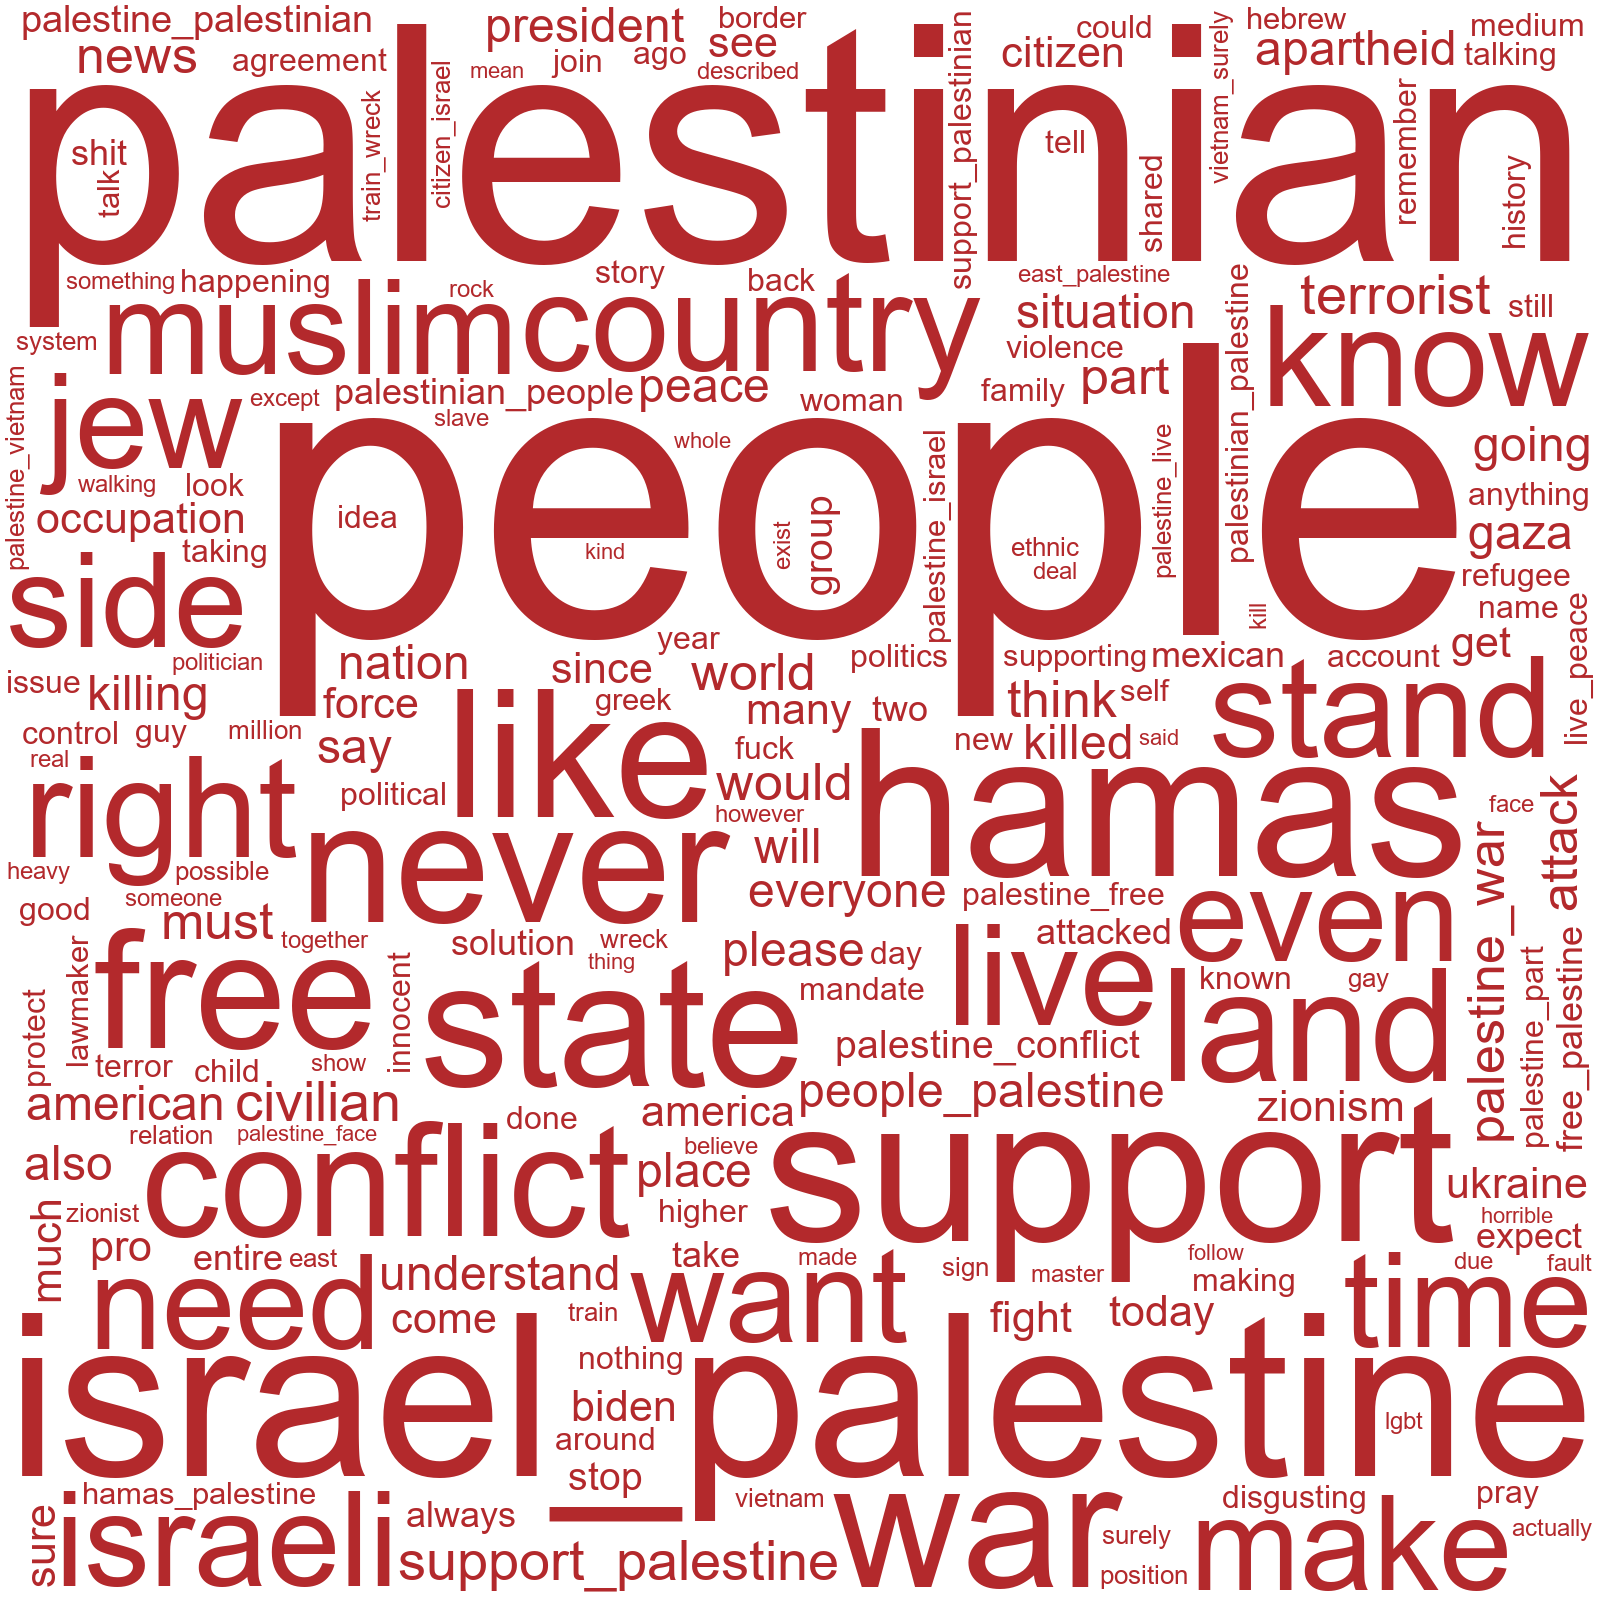 palestine_palestinian
president
border
hebrew
medium
news
agreement
join
ago
see
could
citizen
apartheid
talking
mean
described
palestinian
shit
talk
train_wreck
citizen_israel
support_palestinian
tell
shared
vietnam_surely
remember
history
something
happening
story
back
east_palestine
rock
muslim
country
situation
terrorist
still
system
violence
know
palestinian_palestine
jew
except
palestinian_people
peace
woman
family
part
slave
whole
people
palestine_vietnam
walking
look
going
occupation
idea
anything
taking
kind
exist
group
palestine_israel
ethnic
deal
palestine_live
gaza
side
refugee
kill
name
year
politician
nation
since
world
politics
supporting
mexican
account
get
live_peace
issue
killing
force
greek
many
two
think
self
stand
control
guy
million
say
like
fuck
new
killed
said
real
right
political
would
hamas
however
face
attack
never
will
heavy
possible
someone
everyone
palestine_free
even
palestine_war
good
must
together
solution
wreck
please
day
attacked
free
thing
live
known
gay
lawmaker
innocent
state
mandate
land
protect
palestine_part
free_palestine
terror
child
show
palestine_conflict
american
civilian
done
america
people_palestine
zionism
relation
palestine_face
believe
also
conflict
place
support
ukraine
much
zionist
higher
horrible
pro
entire
east
take
made
follow
expect
need
understand
want
sign
master
making
due
fault
come
train
fight
today
time
nothing
israel_palestine
biden
around
lgbt
stop
hamas_palestine
vietnam
disgusting
pray
sure
israeli
always
war
surely
make
actually
support_palestine
position